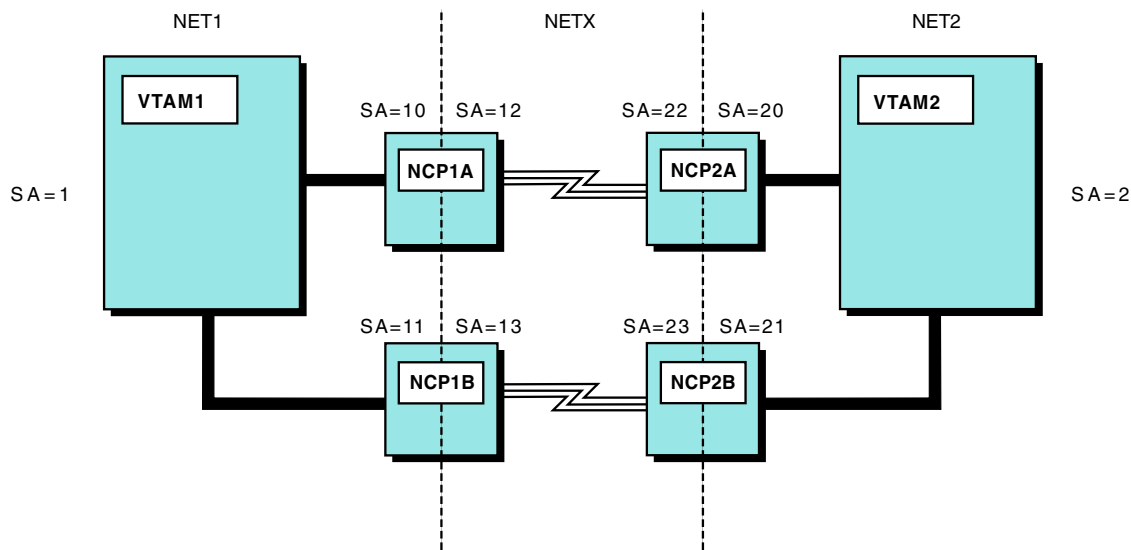 NET1 NETX NET2
VTAM1 VTAM2
SA=10 SA=12 SA=22 SA=20
NCP1A NCP2A
SA=1 SA=2
SA=11 SA=13 SA=23 SA=21
NCP1B NCP2B